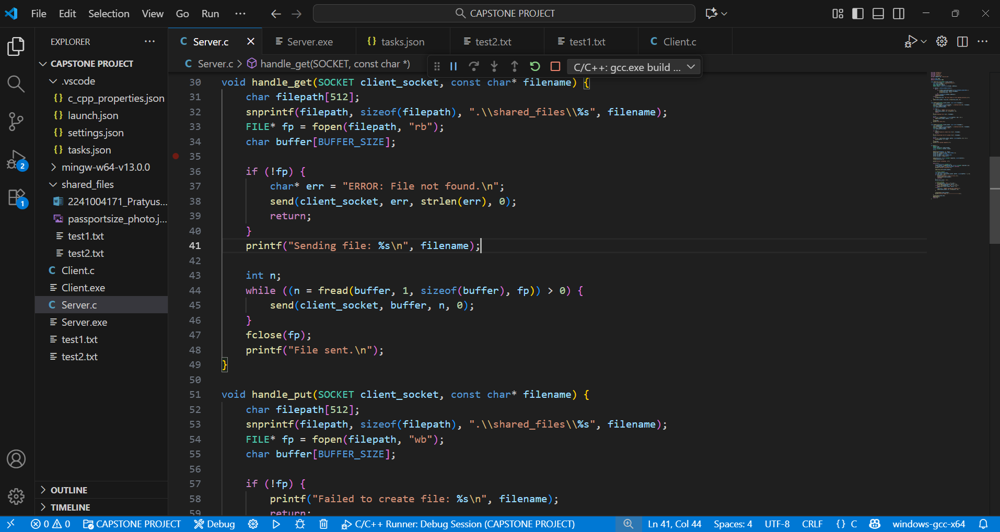 File Edit Selection View Go Run ··· CAPSTONE PROJECT
EXPLORER ···
CAPSTONE PROJECT
.vscode
{} c_cpp_properties.json
{} launch.json
{} settings.json
{} tasks.json
mingw-w64-v13.0.0
shared_files
2241004171_Pratyus...
passportsize_photo.j...
test1.txt
test2.txt
C Client.c
Client.exe
C Server.c
Server.exe
test1.txt
test2.txt
OUTLINE
TIMELINE
C Server.c Server.exe {} tasks.json test2.txt test1.txt C Client.c
C Server.c > handle_get(SOCKET, const char *)
C/C++: gcc.exe build ...
30 void handle_get(SOCKET client_socket, const char* filename) {
31 char filepath[512];
32 snprintf(filepath, sizeof(filepath), ".\\shared_files\\%s", filename);
33 FILE* fp = fopen(filepath, "rb");
34 char buffer[BUFFER_SIZE];
35
36 if (!fp) {
37 char* err = "ERROR: File not found.\n";
38 send(client_socket, err, strlen(err), 0);
39 return;
40 }
41 printf("Sending file: %s\n", filename);
42
43 int n;
44 while ((n = fread(buffer, 1, sizeof(buffer), fp)) > 0) {
45 send(client_socket, buffer, n, 0);
46 }
47 fclose(fp);
48 printf("File sent.\n");
49 }
50
51 void handle_put(SOCKET client_socket, const char* filename) {
52 char filepath[512];
53 snprintf(filepath, sizeof(filepath), ".\\shared_files\\%s", filename);
54 FILE* fp = fopen(filepath, "wb");
55 char buffer[BUFFER_SIZE];
56
57 if (!fp) {
58 printf("Failed to create file: %s\n", filename);
59 return;
2
1
0 0 CAPSTONE PROJECT Debug C/C++ Runner: Debug Session (CAPSTONE PROJECT) Ln 41, Col 44 Spaces: 4 UTF-8 CRLF {} C windows-gcc-x64